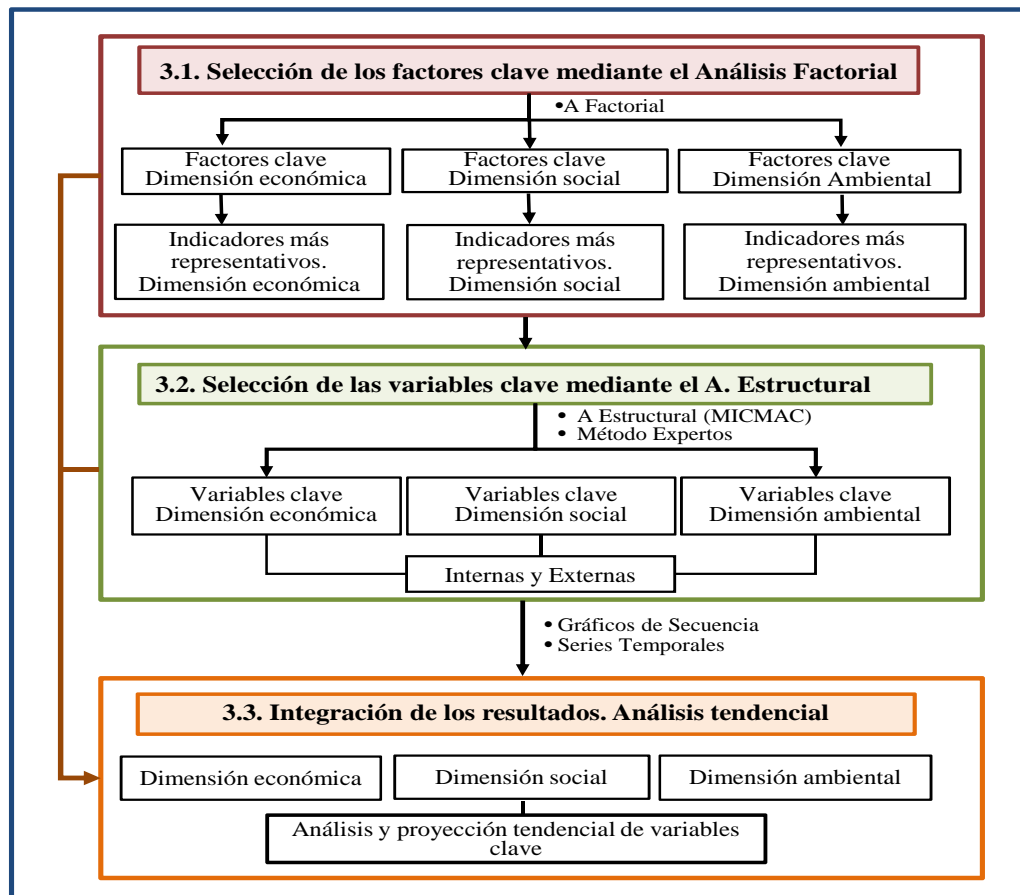 3.1. Selección de los factores clave mediante el Análisis Factorial
•A Factorial
Factores clave
Dimensión económica
Factores clave
Dimensión social
Factores clave
Dimensión Ambiental
Indicadores más
representativos.
Dimensión económica
Indicadores más
representativos.
Dimensión social
Indicadores más
representativos.
Dimensión ambiental
3.2. Selección de las variables clave mediante el A. Estructural
• A Estructural (MICMAC)
• Método Expertos
Variables clave
Dimensión económica
Variables clave
Dimensión social
Variables clave
Dimensión ambiental
Internas y Externas
• Gráficos de Secuencia
• Series Temporales
3.3. Integración de los resultados. Análisis tendencial
Dimensión económica
Dimensión social
Dimensión ambiental
Análisis y proyección tendencial de variables
clave